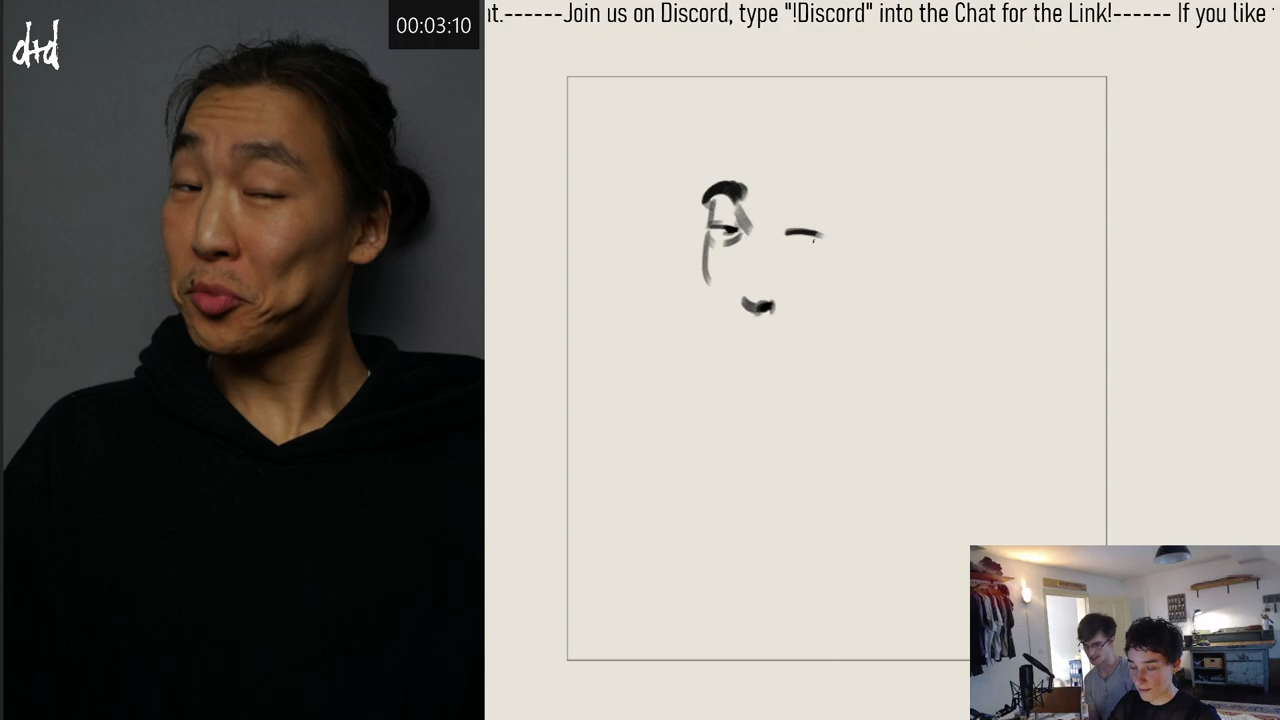 d+d
00:03:10
t.------Join us on Discord, type "!Discord" into the Chat for the Link!------ If you like